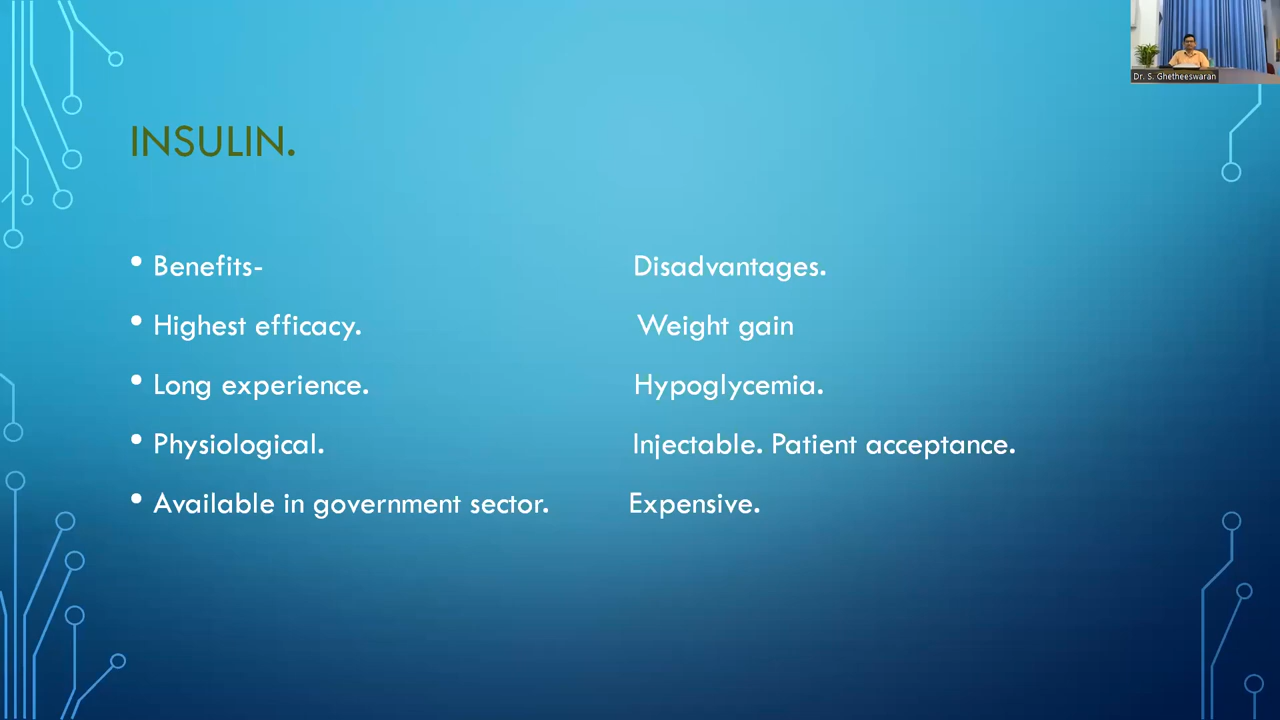 Dr. S. Ghetheeswaran
INSULIN.
• Benefits- Disadvantages.
• Highest efficacy. Weight gain
• Long experience. Hypoglycemia.
• Physiological. Injectable. Patient acceptance.
• Available in government sector. Expensive.